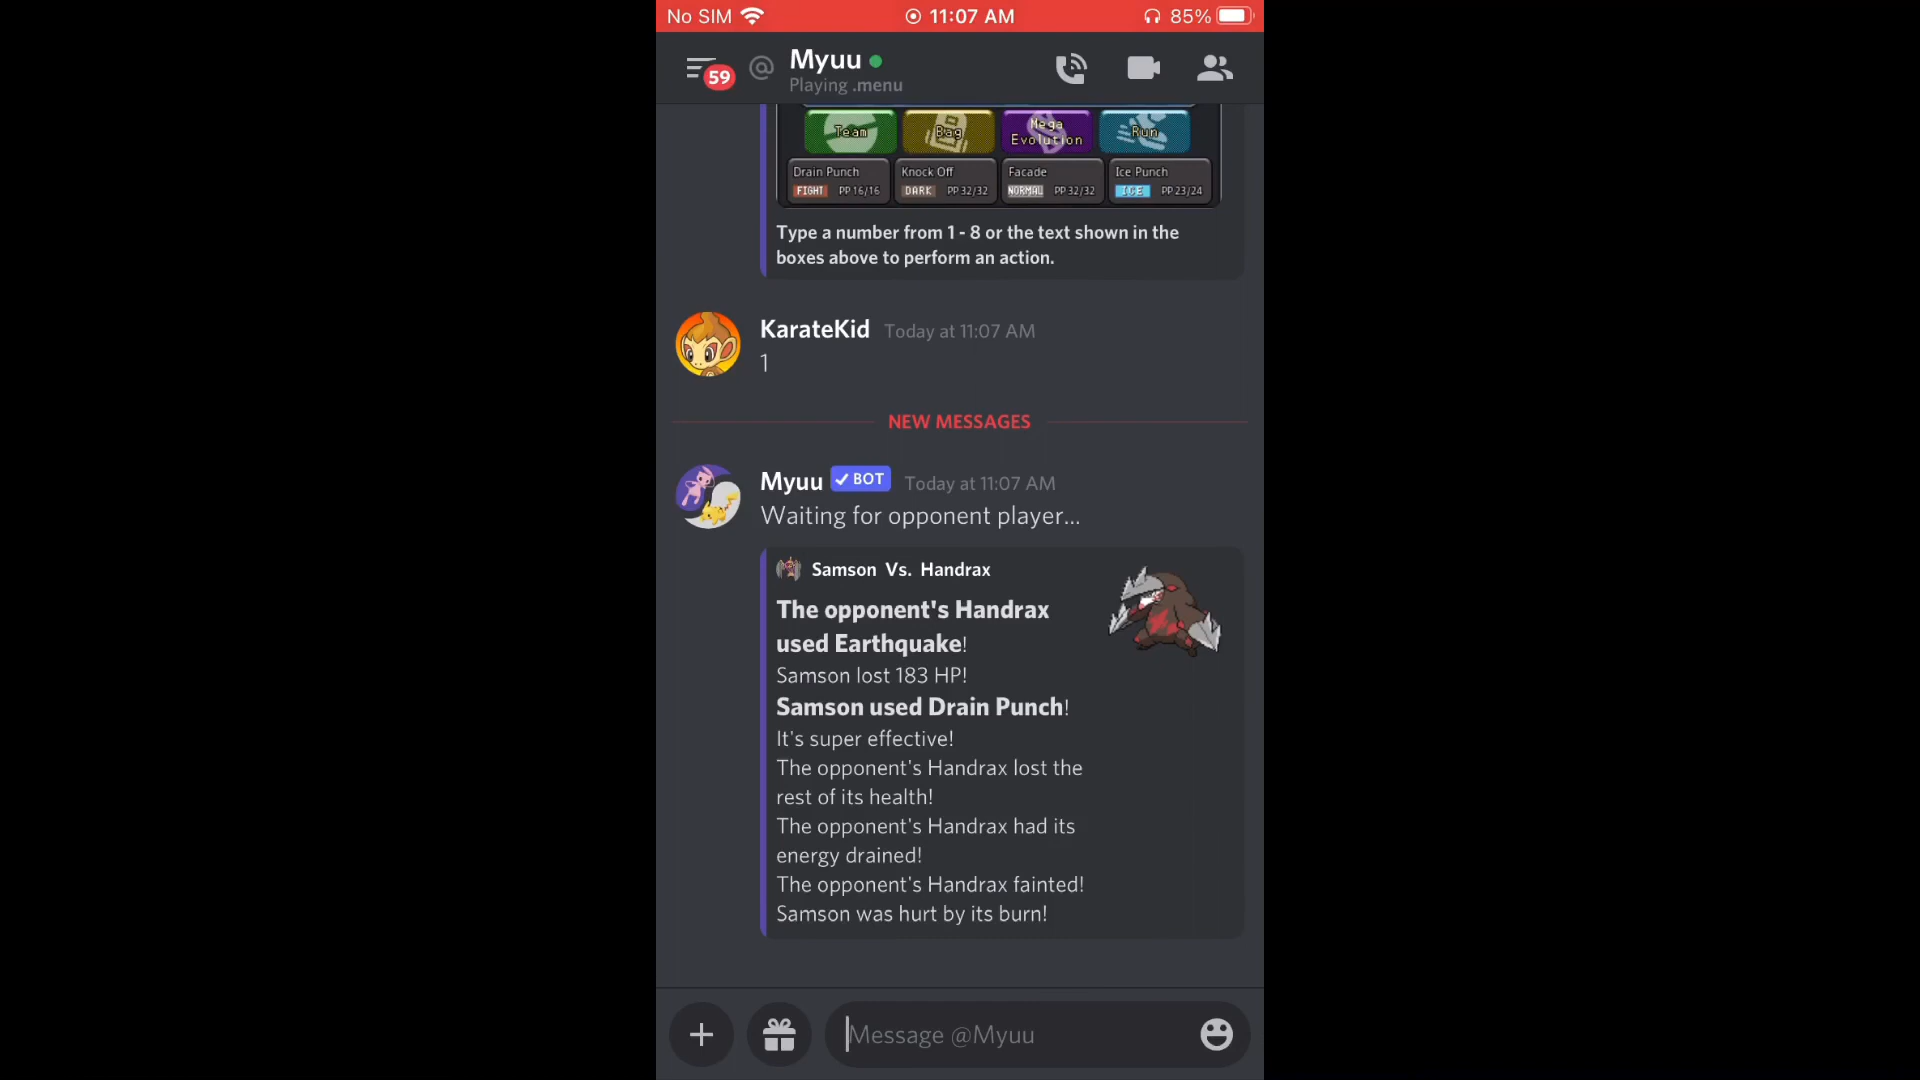 No SIM 11:07 AM 85%
59 @ Myuu
Playing .menu
Team Bag Mega Evolution Run
Drain Punch Knock Off Facade Ice Punch
FIGHT PP 16/16 DARK PP 32/32 NORMAL PP 32/32 ICE PP 23/24
Type a number from 1 - 8 or the text shown in the
boxes above to perform an action.
KarateKid Today at 11:07 AM
1
NEW MESSAGES
Myuu BOT Today at 11:07 AM
Waiting for opponent player...
Samson Vs. Handrax
The opponent's Handrax
used Earthquake!
Samson lost 183 HP!
Samson used Drain Punch!
It's super effective!
The opponent's Handrax lost the
rest of its health!
The opponent's Handrax had its
energy drained!
The opponent's Handrax fainted!
Samson was hurt by its burn!
Message @Myuu